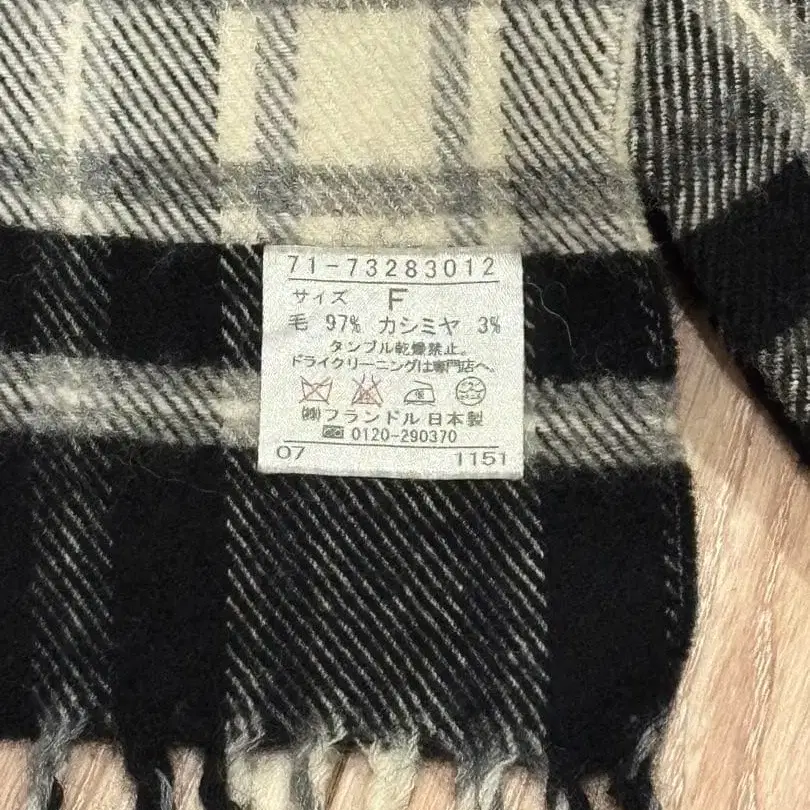 71-73283012
サイズ F
毛 97% カシミヤ 3%
タンブル乾燥禁止。
ドライクリーニングは専門店へ。
㈱フランドル 日本製
☎ 0120-290370
07 1151